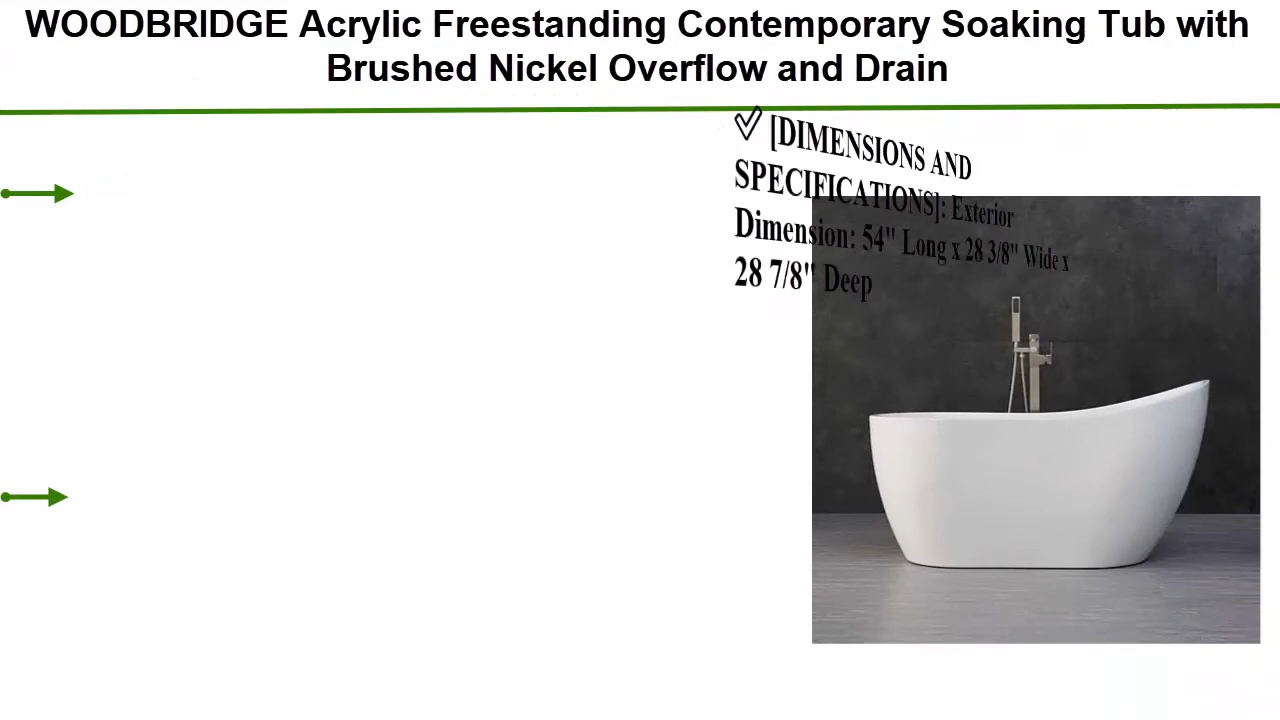 WOODBRIDGE Acrylic Freestanding Contemporary Soaking Tub with
Brushed Nickel Overflow and Drain
✓ [DIMENSIONS AND
SPECIFICATIONS]: Exterior
Dimension: 54" Long x 28 3/8" Wide x
28 7/8" Deep